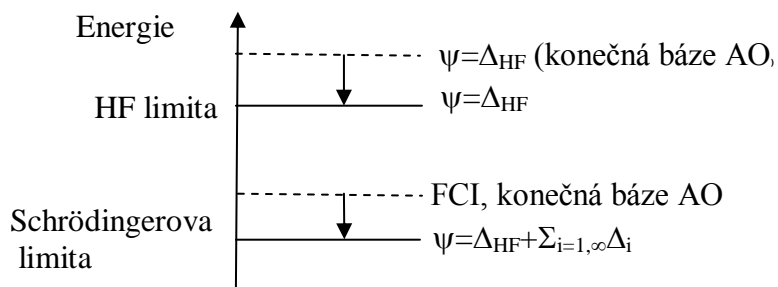 Energie
ψ=Δ_HF (konečná báze AO)
HF limita
ψ=Δ_HF
FCI, konečná báze AO
Schrödingerova
limita
ψ=Δ_HF+Σ_i=1,∞Δ_i